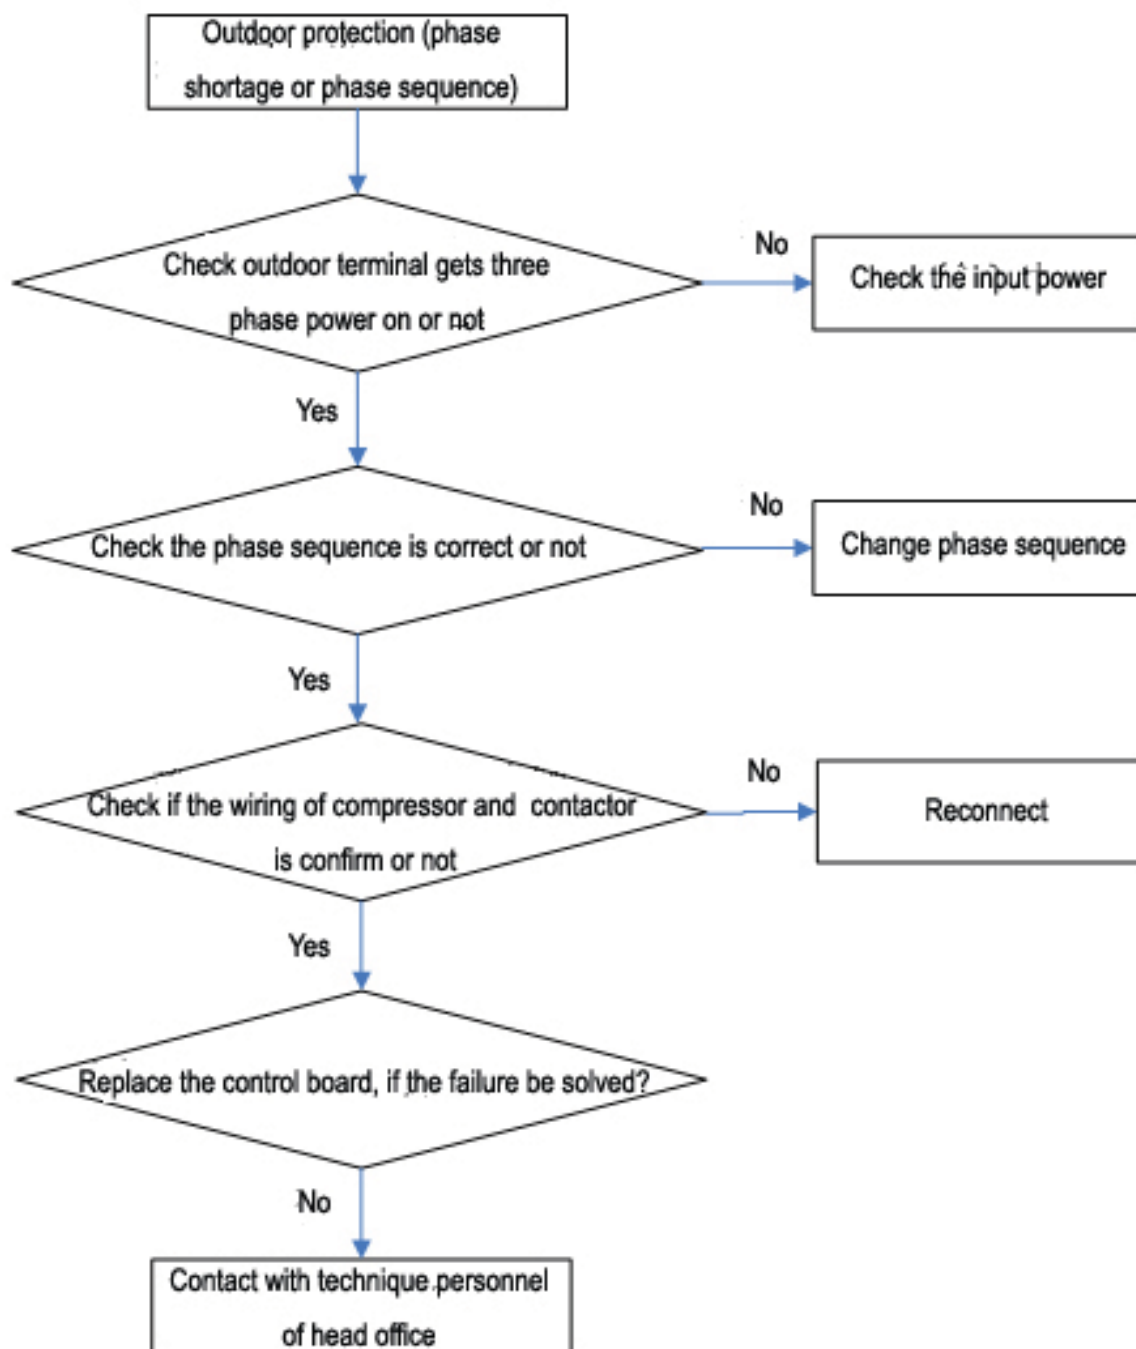 Outdoor protection (phase
shortage or phase sequence)
Check outdoor terminal gets three
phase power on or not
No
Check the input power
Yes
Check the phase sequence is correct or not
No
Change phase sequence
Yes
Check if the wiring of compressor and contactor
is confirm or not
No
Reconnect
Yes
Replace the control board, if the failure be solved?
No
Contact with technique personnel
of head office